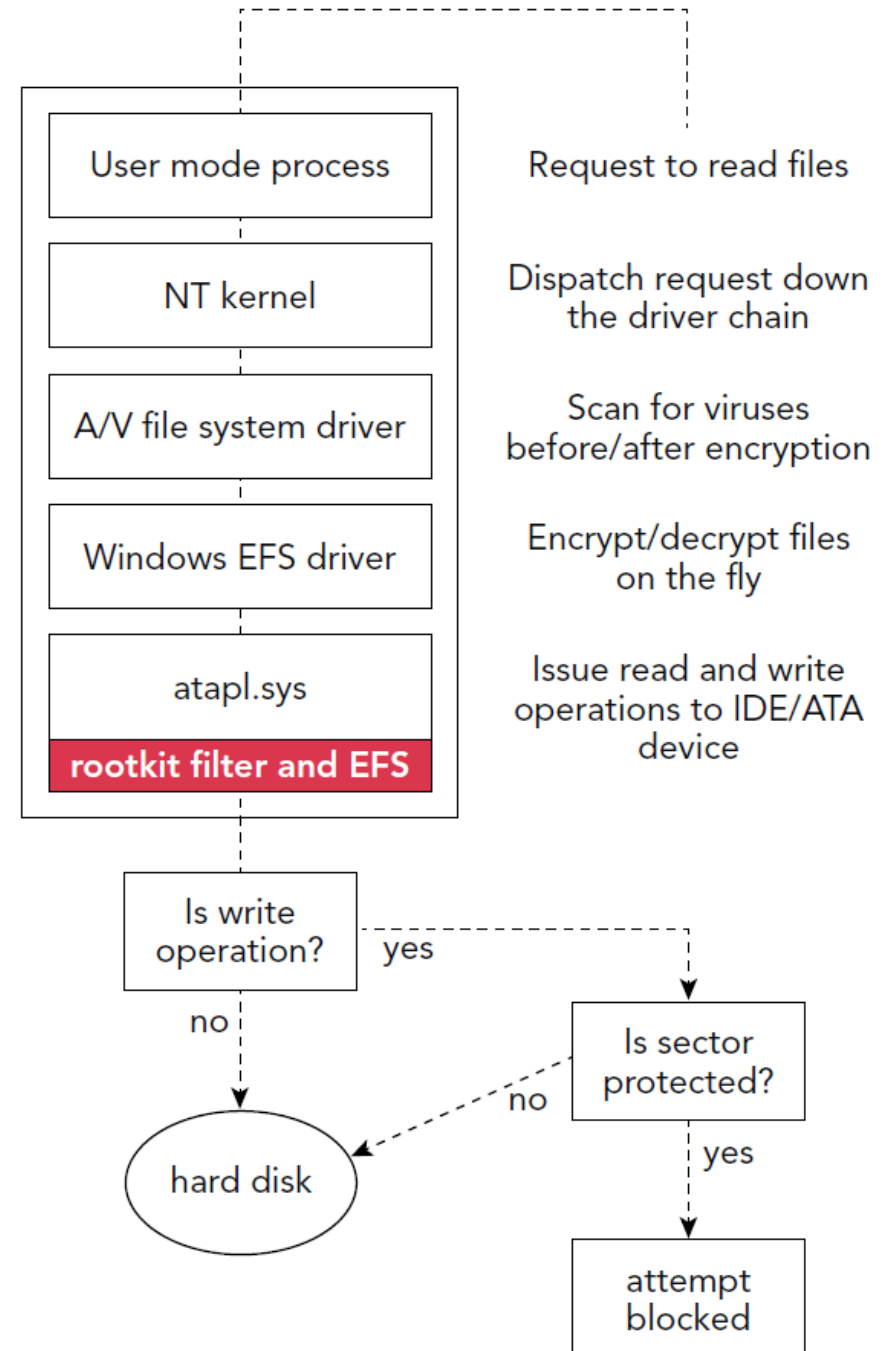 User mode process
Request to read files
NT kernel
Dispatch request down
the driver chain
A/V file system driver
Scan for viruses
before/after encryption
Windows EFS driver
Encrypt/decrypt files
on the fly
atapl.sys
Issue read and write
operations to IDE/ATA
device
rootkit filter and EFS
Is write
operation?
yes
no
Is sector
protected?
no
yes
hard disk
attempt
blocked